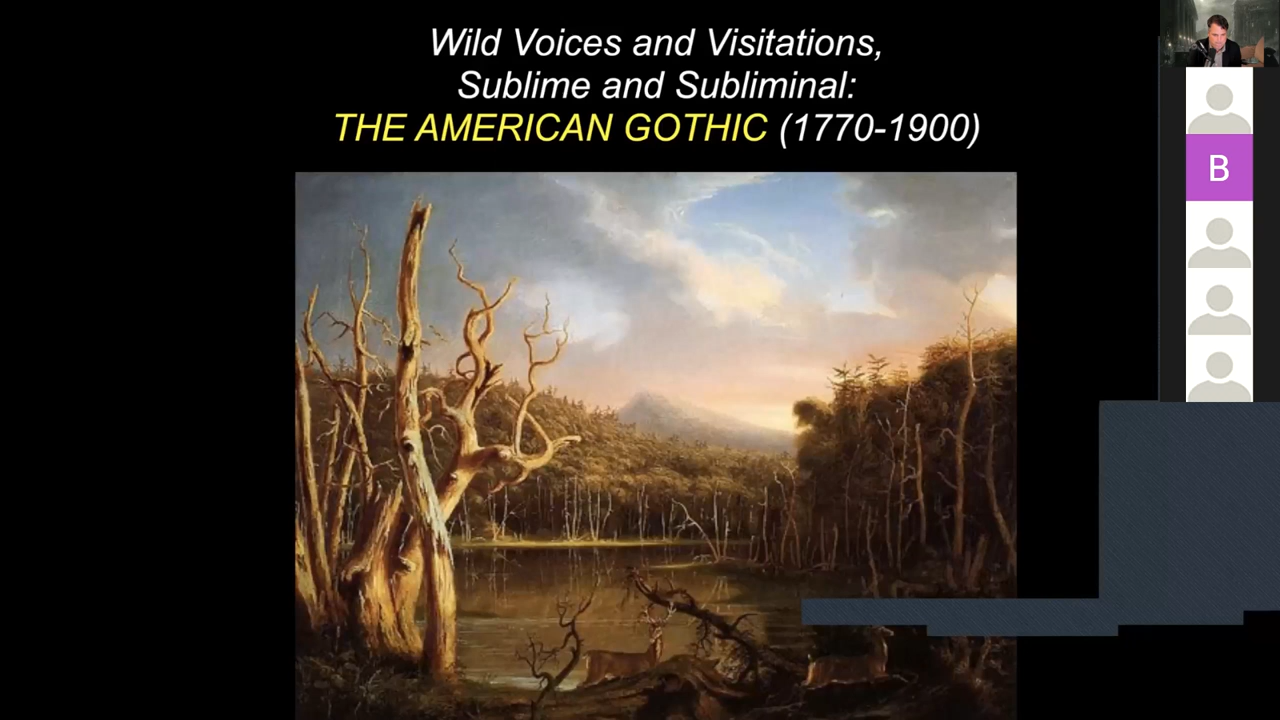 Wild Voices and Visitations,
Sublime and Subliminal:
THE AMERICAN GOTHIC (1770-1900)
B